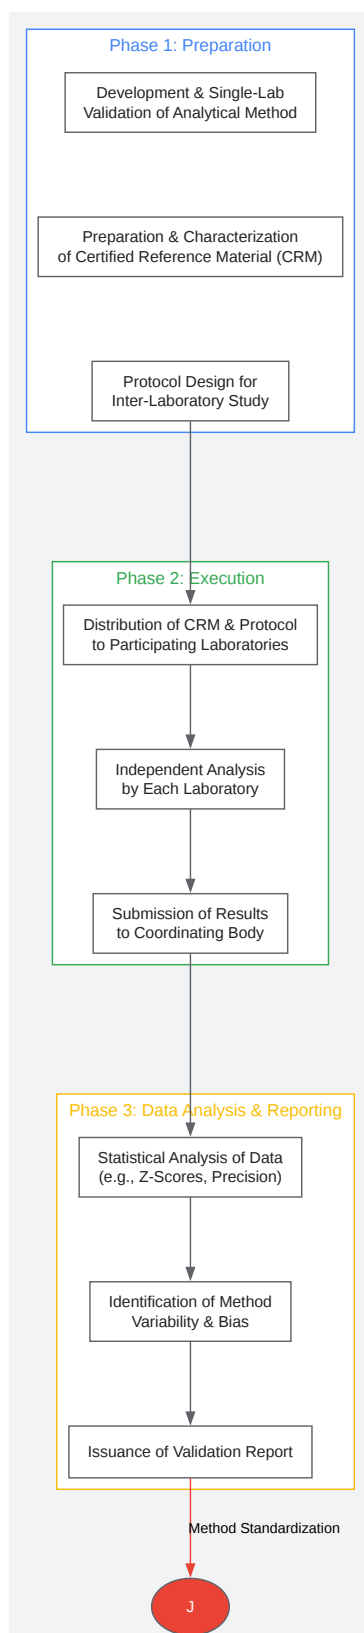 Phase 1: Preparation
Development & Single-Lab
Validation of Analytical Method
Preparation & Characterization
of Certified Reference Material (CRM)
Protocol Design for
Inter-Laboratory Study
Phase 2: Execution
Distribution of CRM & Protocol
to Participating Laboratories
Independent Analysis
by Each Laboratory
Submission of Results
to Coordinating Body
Phase 3: Data Analysis & Reporting
Statistical Analysis of Data
(e.g., Z-Scores, Precision)
Identification of Method
Variability & Bias
Issuance of Validation Report
Method Standardization
J